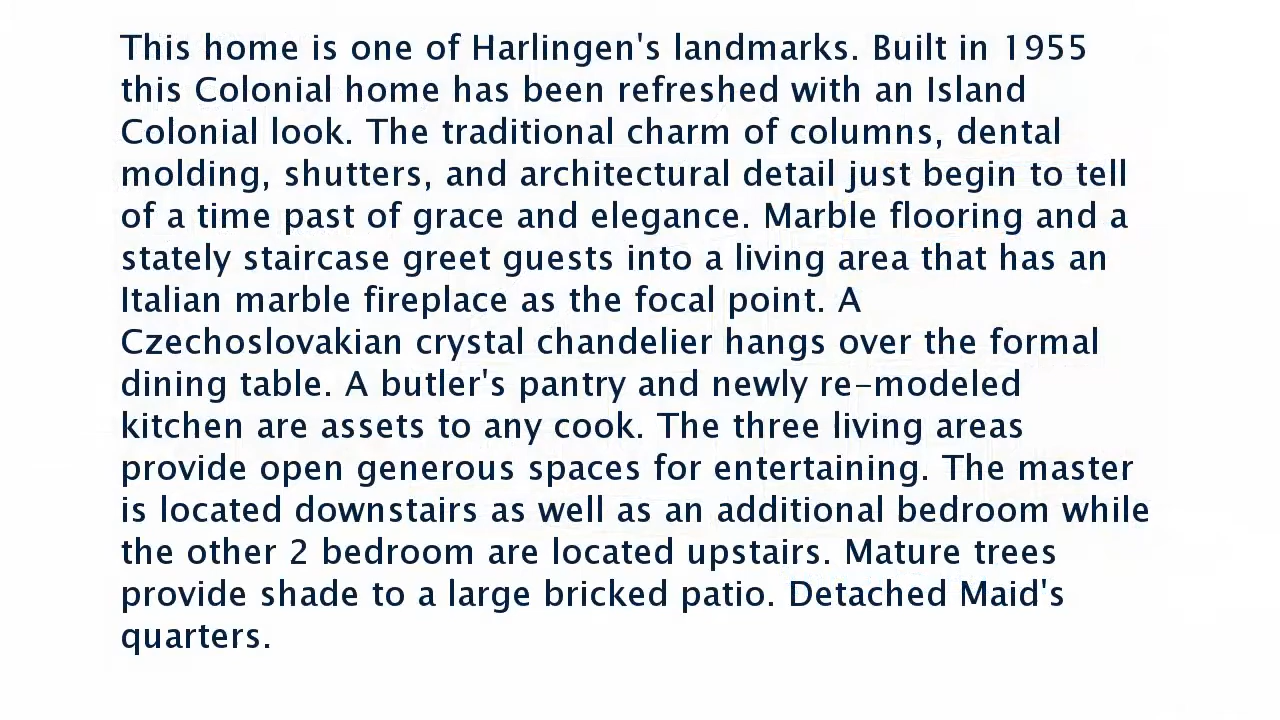 This home is one of Harlingen's landmarks. Built in 1955
this Colonial home has been refreshed with an Island
Colonial look. The traditional charm of columns, dental
molding, shutters, and architectural detail just begin to tell
of a time past of grace and elegance. Marble flooring and a
stately staircase greet guests into a living area that has an
Italian marble fireplace as the focal point. A
Czechoslovakian crystal chandelier hangs over the formal
dining table. A butler's pantry and newly re-modeled
kitchen are assets to any cook. The three living areas
provide open generous spaces for entertaining. The master
is located downstairs as well as an additional bedroom while
the other 2 bedroom are located upstairs. Mature trees
provide shade to a large bricked patio. Detached Maid's
quarters.